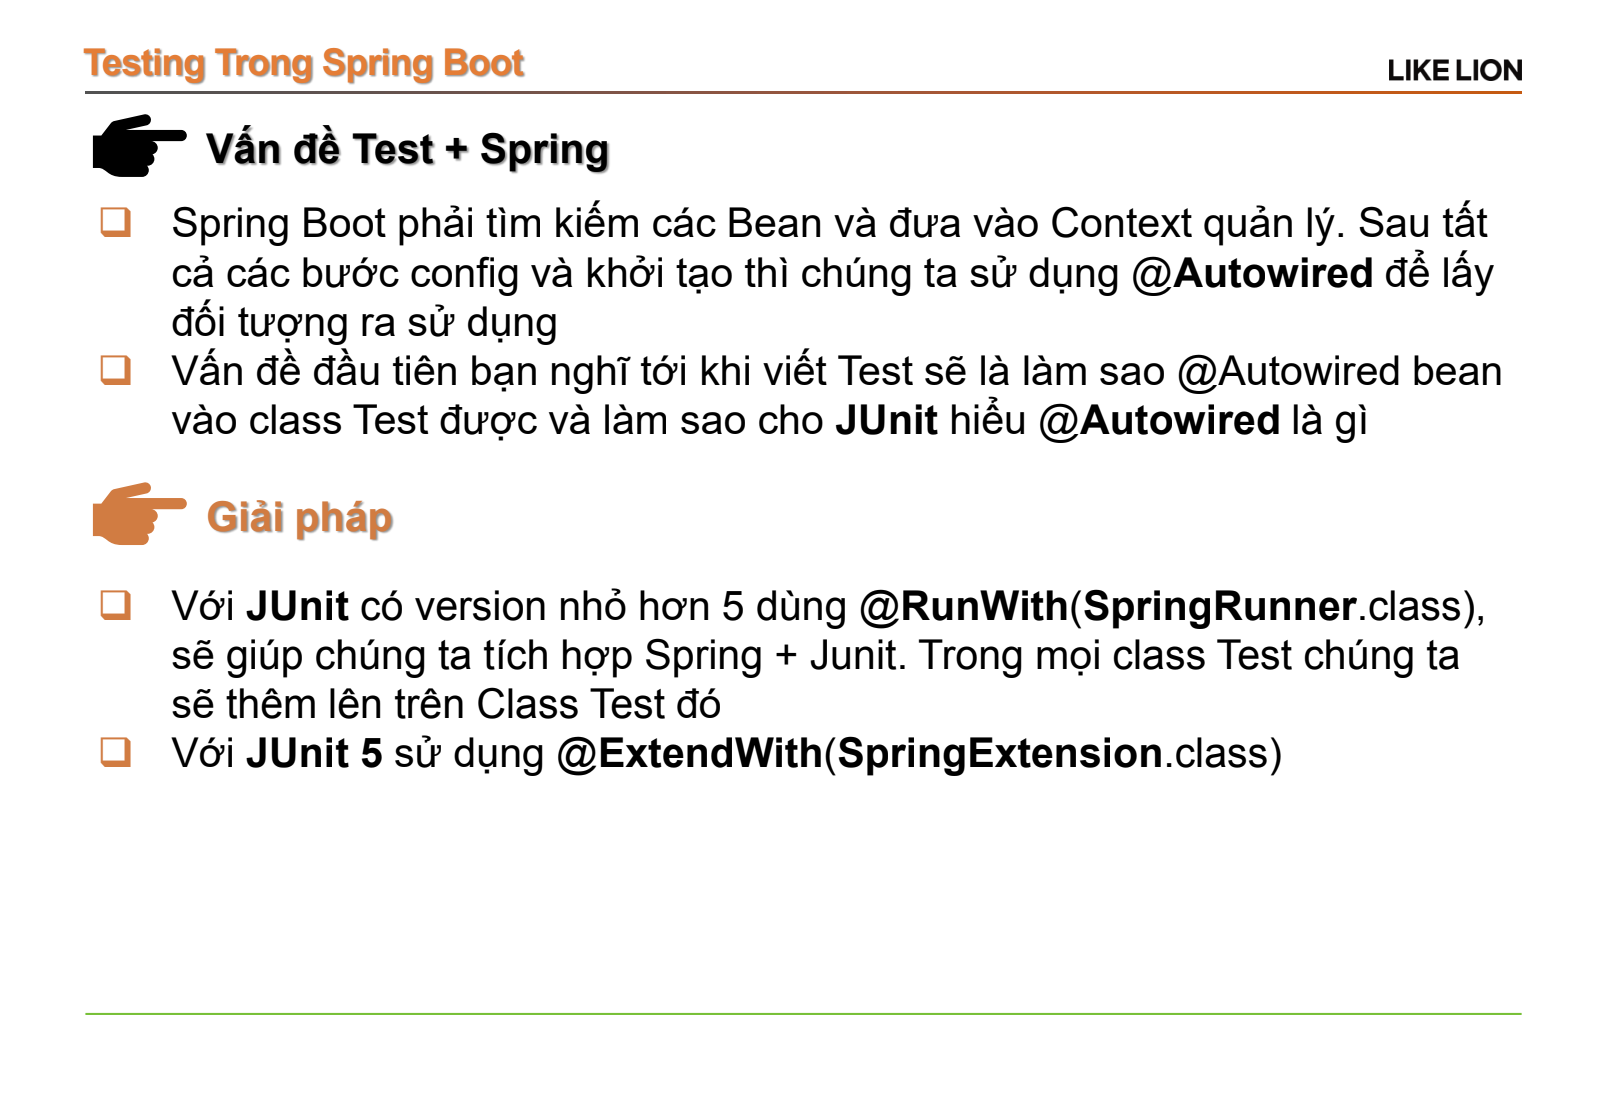 Testing Trong Spring Boot
LIKE LION
Vấn đề Test + Spring
Spring Boot phải tìm kiếm các Bean và đưa vào Context quản lý. Sau tất
cả các bước config và khởi tạo thì chúng ta sử dụng @Autowired để lấy
đối tượng ra sử dụng
Vấn đề đầu tiên bạn nghĩ tới khi viết Test sẽ là làm sao @Autowired bean
vào class Test được và làm sao cho JUnit hiểu @Autowired là gì
Giải pháp
Với JUnit có version nhỏ hơn 5 dùng @RunWith(SpringRunner.class),
sẽ giúp chúng ta tích hợp Spring + Junit. Trong mọi class Test chúng ta
sẽ thêm lên trên Class Test đó
Với JUnit 5 sử dụng @ExtendWith(SpringExtension.class)